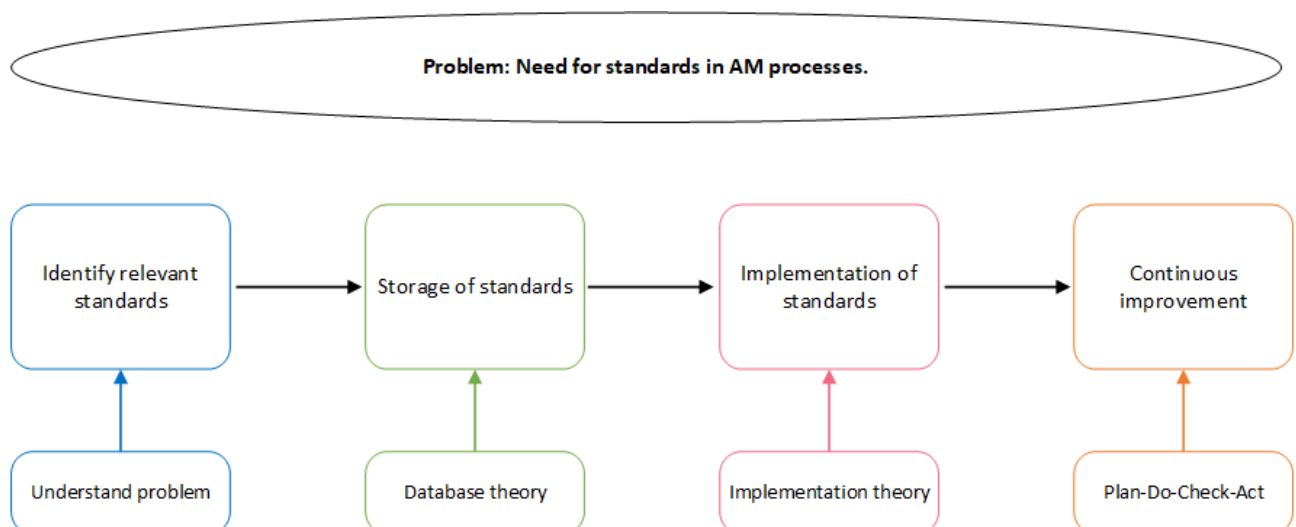 Problem: Need for standards in AM processes.
Identify relevant
standards
Storage of standards
Implementation of
standards
Continuous
improvement
Understand problem
Database theory
Implementation theory
Plan-Do-Check-Act